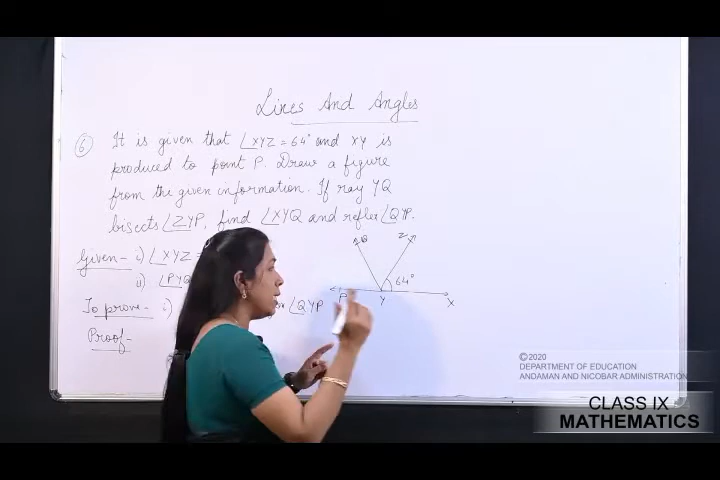 Lines And Angles
6 It is given that ∠XYZ = 64° and XY is
produced to point P. Draw a figure
from the given information. If ray YQ
bisects ∠ZYP, find ∠XYQ and reflex ∠QYP.
Given - i) ∠XYZ =
ii) ∠PYQ
To prove - i) ∠QYP
Proof -
Q
Z
64°
P
Y
X
©2020
DEPARTMENT OF EDUCATION
ANDAMAN AND NICOBAR ADMINISTRATION
CLASS IX
MATHEMATICS